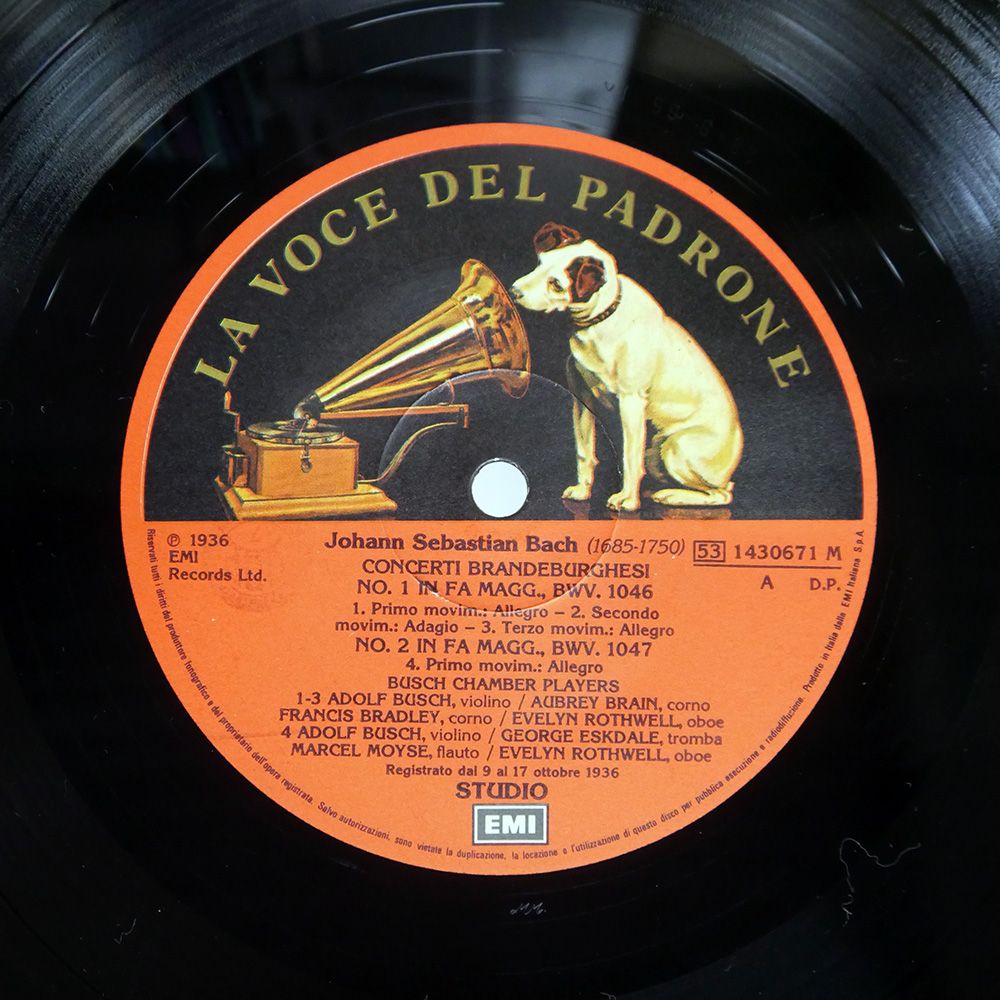 LA VOCE DEL PADRONE
℗ 1936
EMI
Records Ltd.
Johann Sebastian Bach (1685-1750)
53 1430671 M
A D.P.
CONCERTI BRANDEBURGHESI
NO. 1 IN FA MAGG., BWV. 1046
1. Primo movim.: Allegro – 2. Secondo
movim.: Adagio – 3. Terzo movim.: Allegro
NO. 2 IN FA MAGG., BWV. 1047
4. Primo movim.: Allegro
BUSCH CHAMBER PLAYERS
1-3 ADOLF BUSCH, violino / AUBREY BRAIN, corno
FRANCIS BRADLEY, corno / EVELYN ROTHWELL, oboe
4 ADOLF BUSCH, violino / GEORGE ESKDALE, tromba
MARCEL MOYSE, flauto / EVELYN ROTHWELL, oboe
Registrato dal 9 al 17 ottobre 1936
STUDIO
EMI
Riservati tutti i diritti del produttore fonografico e del proprietario dell'opera registrata. Salvo autorizzazioni, sono vietate la duplicazione, la locazione e l'utilizzazione di questo disco per pubblica esecuzione e radiodiffusione. Prodotto in Italia dalla EMI Italiana S.p.A.